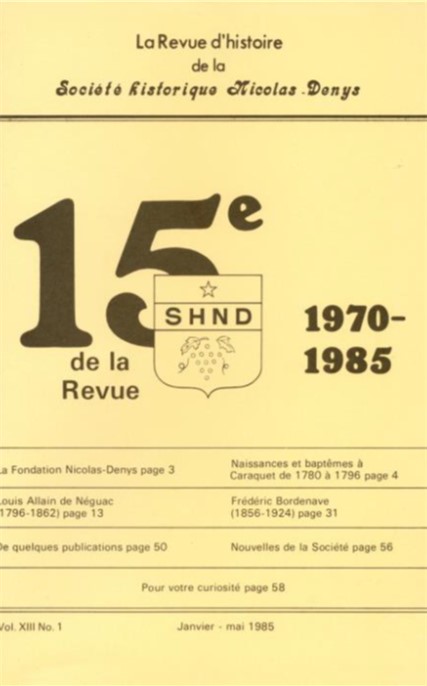 La Revue d'histoire
de la
Société historique Nicolas-Denys
15e
SHND
de la
Revue
1970-
1985
La Fondation Nicolas-Denys page 3
Naissances et baptêmes à
Caraquet de 1780 à 1796 page 4
Louis Allain de Néguac
(1796-1862) page 13
Frédéric Bordenave
(1856-1924) page 31
De quelques publications page 50
Nouvelles de la Société page 56
Pour votre curiosité page 58
Vol. XIII No. 1
Janvier - mai 1985